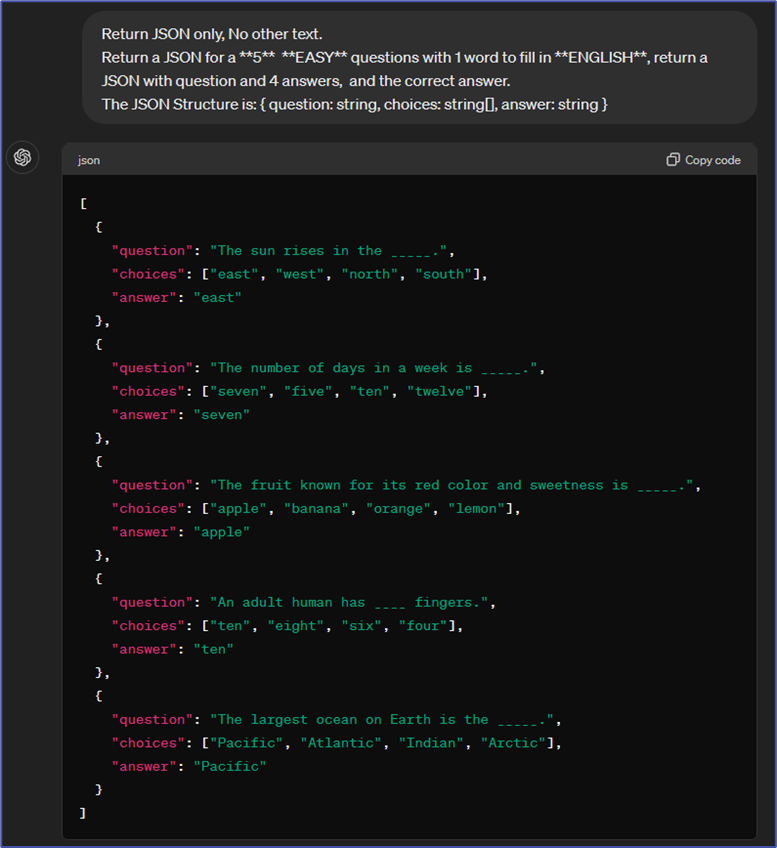 Return JSON only, No other text.
Return a JSON for a **5**  **EASY** questions with 1 word to fill in **ENGLISH**, return a
JSON with question and 4 answers,  and the correct answer.
The JSON Structure is: { question: string, choices: string[], answer: string }
json
Copy code
[
  {
    "question": "The sun rises in the _____.",
    "choices": ["east", "west", "north", "south"],
    "answer": "east"
  },
  {
    "question": "The number of days in a week is _____.",
    "choices": ["seven", "five", "ten", "twelve"],
    "answer": "seven"
  },
  {
    "question": "The fruit known for its red color and sweetness is _____.",
    "choices": ["apple", "banana", "orange", "lemon"],
    "answer": "apple"
  },
  {
    "question": "An adult human has ____ fingers.",
    "choices": ["ten", "eight", "six", "four"],
    "answer": "ten"
  },
  {
    "question": "The largest ocean on Earth is the _____.",
    "choices": ["Pacific", "Atlantic", "Indian", "Arctic"],
    "answer": "Pacific"
  }
]